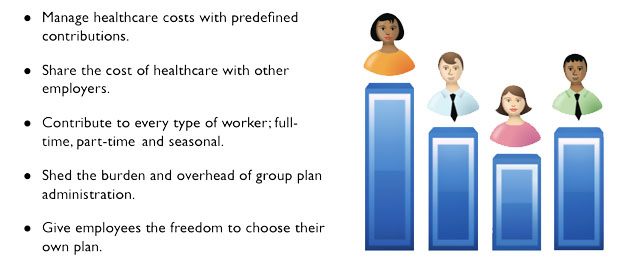 ● Manage healthcare costs with predefined
contributions.
● Share the cost of healthcare with other
employers.
● Contribute to every type of worker; full-
time, part-time and seasonal.
● Shed the burden and overhead of group plan
administration.
● Give employees the freedom to choose their
own plan.